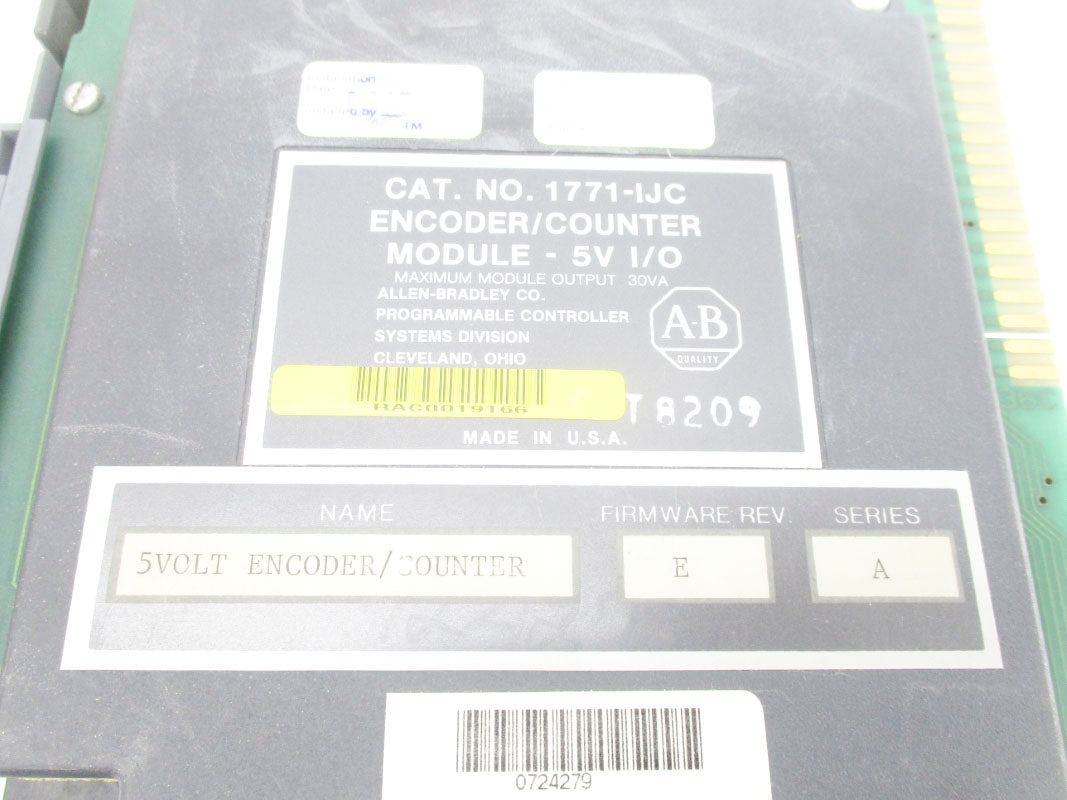 by
CAT. NO. 1771-IJC
ENCODER/COUNTER
MODULE - 5V I/O
MAXIMUM MODULE OUTPUT 30VA
ALLEN-BRADLEY CO.
PROGRAMMABLE CONTROLLER
SYSTEMS DIVISION
CLEVELAND, OHIO
A-B
QUALITY
RAC0019166
T8209
MADE IN U.S.A.
NAME FIRMWARE REV. SERIES
5VOLT ENCODER/COUNTER E A
0724279